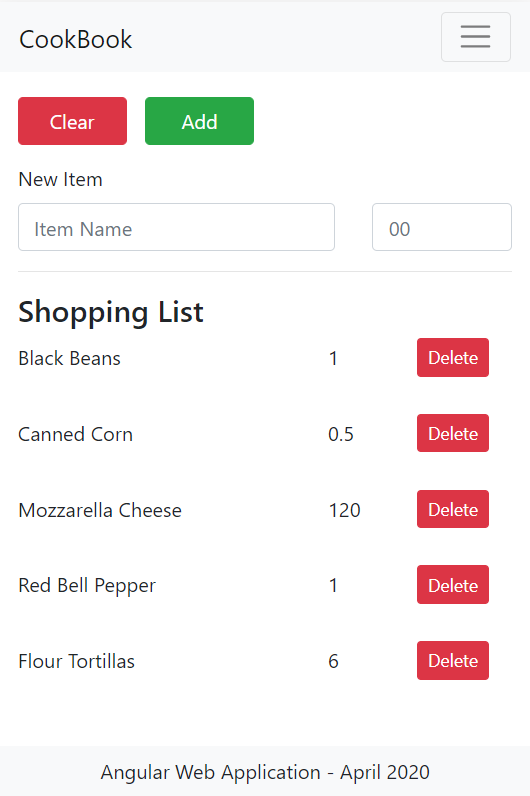 CookBook
Clear Add
New Item
Item Name 00
Shopping List
Black Beans 1 Delete
Canned Corn 0.5 Delete
Mozzarella Cheese 120 Delete
Red Bell Pepper 1 Delete
Flour Tortillas 6 Delete
Angular Web Application - April 2020